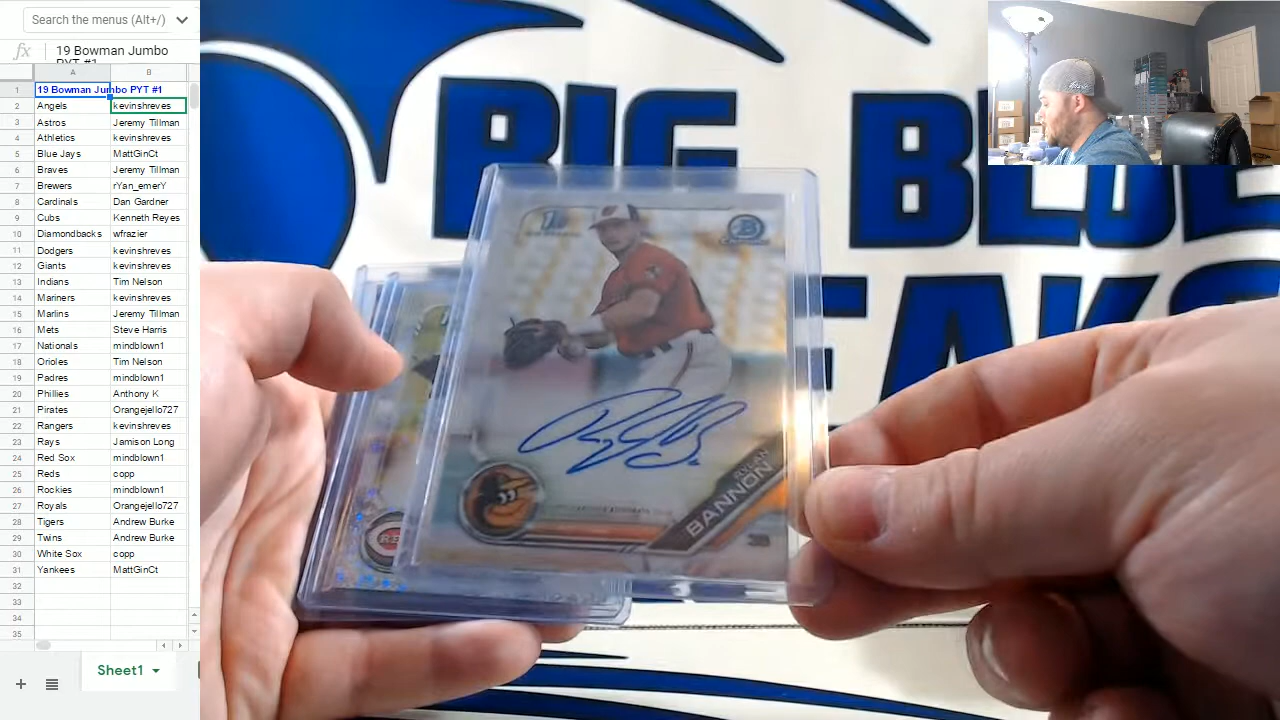 Search the menus (Alt+/)
fx 19 Bowman Jumbo
PYT #1
A B
1 19 Bowman Jumbo PYT #1
2 Angels kevinshreves
3 Astros Jeremy Tillman
4 Athletics kevinshreves
5 Blue Jays MattGinCt
6 Braves Jeremy Tillman
7 Brewers rYan_emerY
8 Cardinals Dan Gardner
9 Cubs Kenneth Reyes
10 Diamondbacks wfrazier
11 Dodgers kevinshreves
12 Giants kevinshreves
13 Indians Tim Nelson
14 Mariners kevinshreves
15 Marlins Jeremy Tillman
16 Mets Steve Harris
17 Nationals mindblown1
18 Orioles Tim Nelson
19 Padres mindblown1
20 Phillies Anthony K
21 Pirates Orangejello727
22 Rangers kevinshreves
23 Rays Jamison Long
24 Red Sox mindblown1
25 Reds copp
26 Rockies mindblown1
27 Royals Orangejello727
28 Tigers Andrew Burke
29 Twins Andrew Burke
30 White Sox copp
31 Yankees MattGinCt
32
33
34
35
Sheet1
BIG BLUE
EAKS
1st
B
BANNON
3B
RE